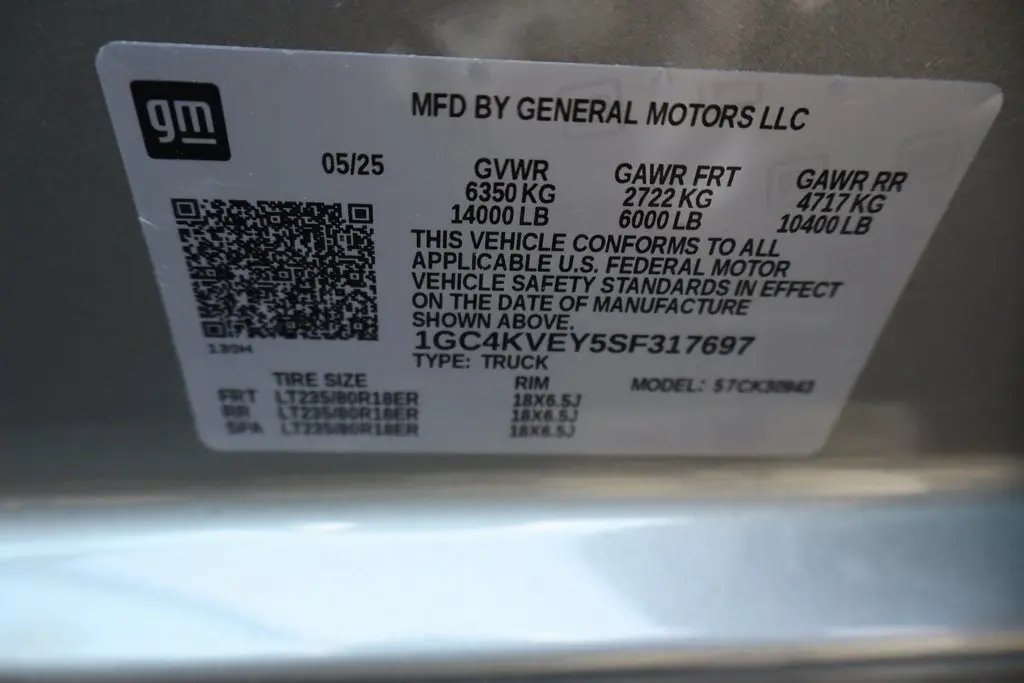 gm
MFD BY GENERAL MOTORS LLC
05/25
GVWR GAWR FRT GAWR RR
6350 KG 2722 KG 4717 KG
14000 LB 6000 LB 10400 LB
THIS VEHICLE CONFORMS TO ALL
APPLICABLE U.S. FEDERAL MOTOR
VEHICLE SAFETY STANDARDS IN EFFECT
ON THE DATE OF MANUFACTURE
SHOWN ABOVE.
1GC4KVEY5SF317697
TYPE: TRUCK
TIRE SIZE RIM MODEL:
FRT LT235/80R18ER 18X6.5J
RR LT235/80R18ER 18X6.5J
SPA LT235/80R18ER 18X6.5J